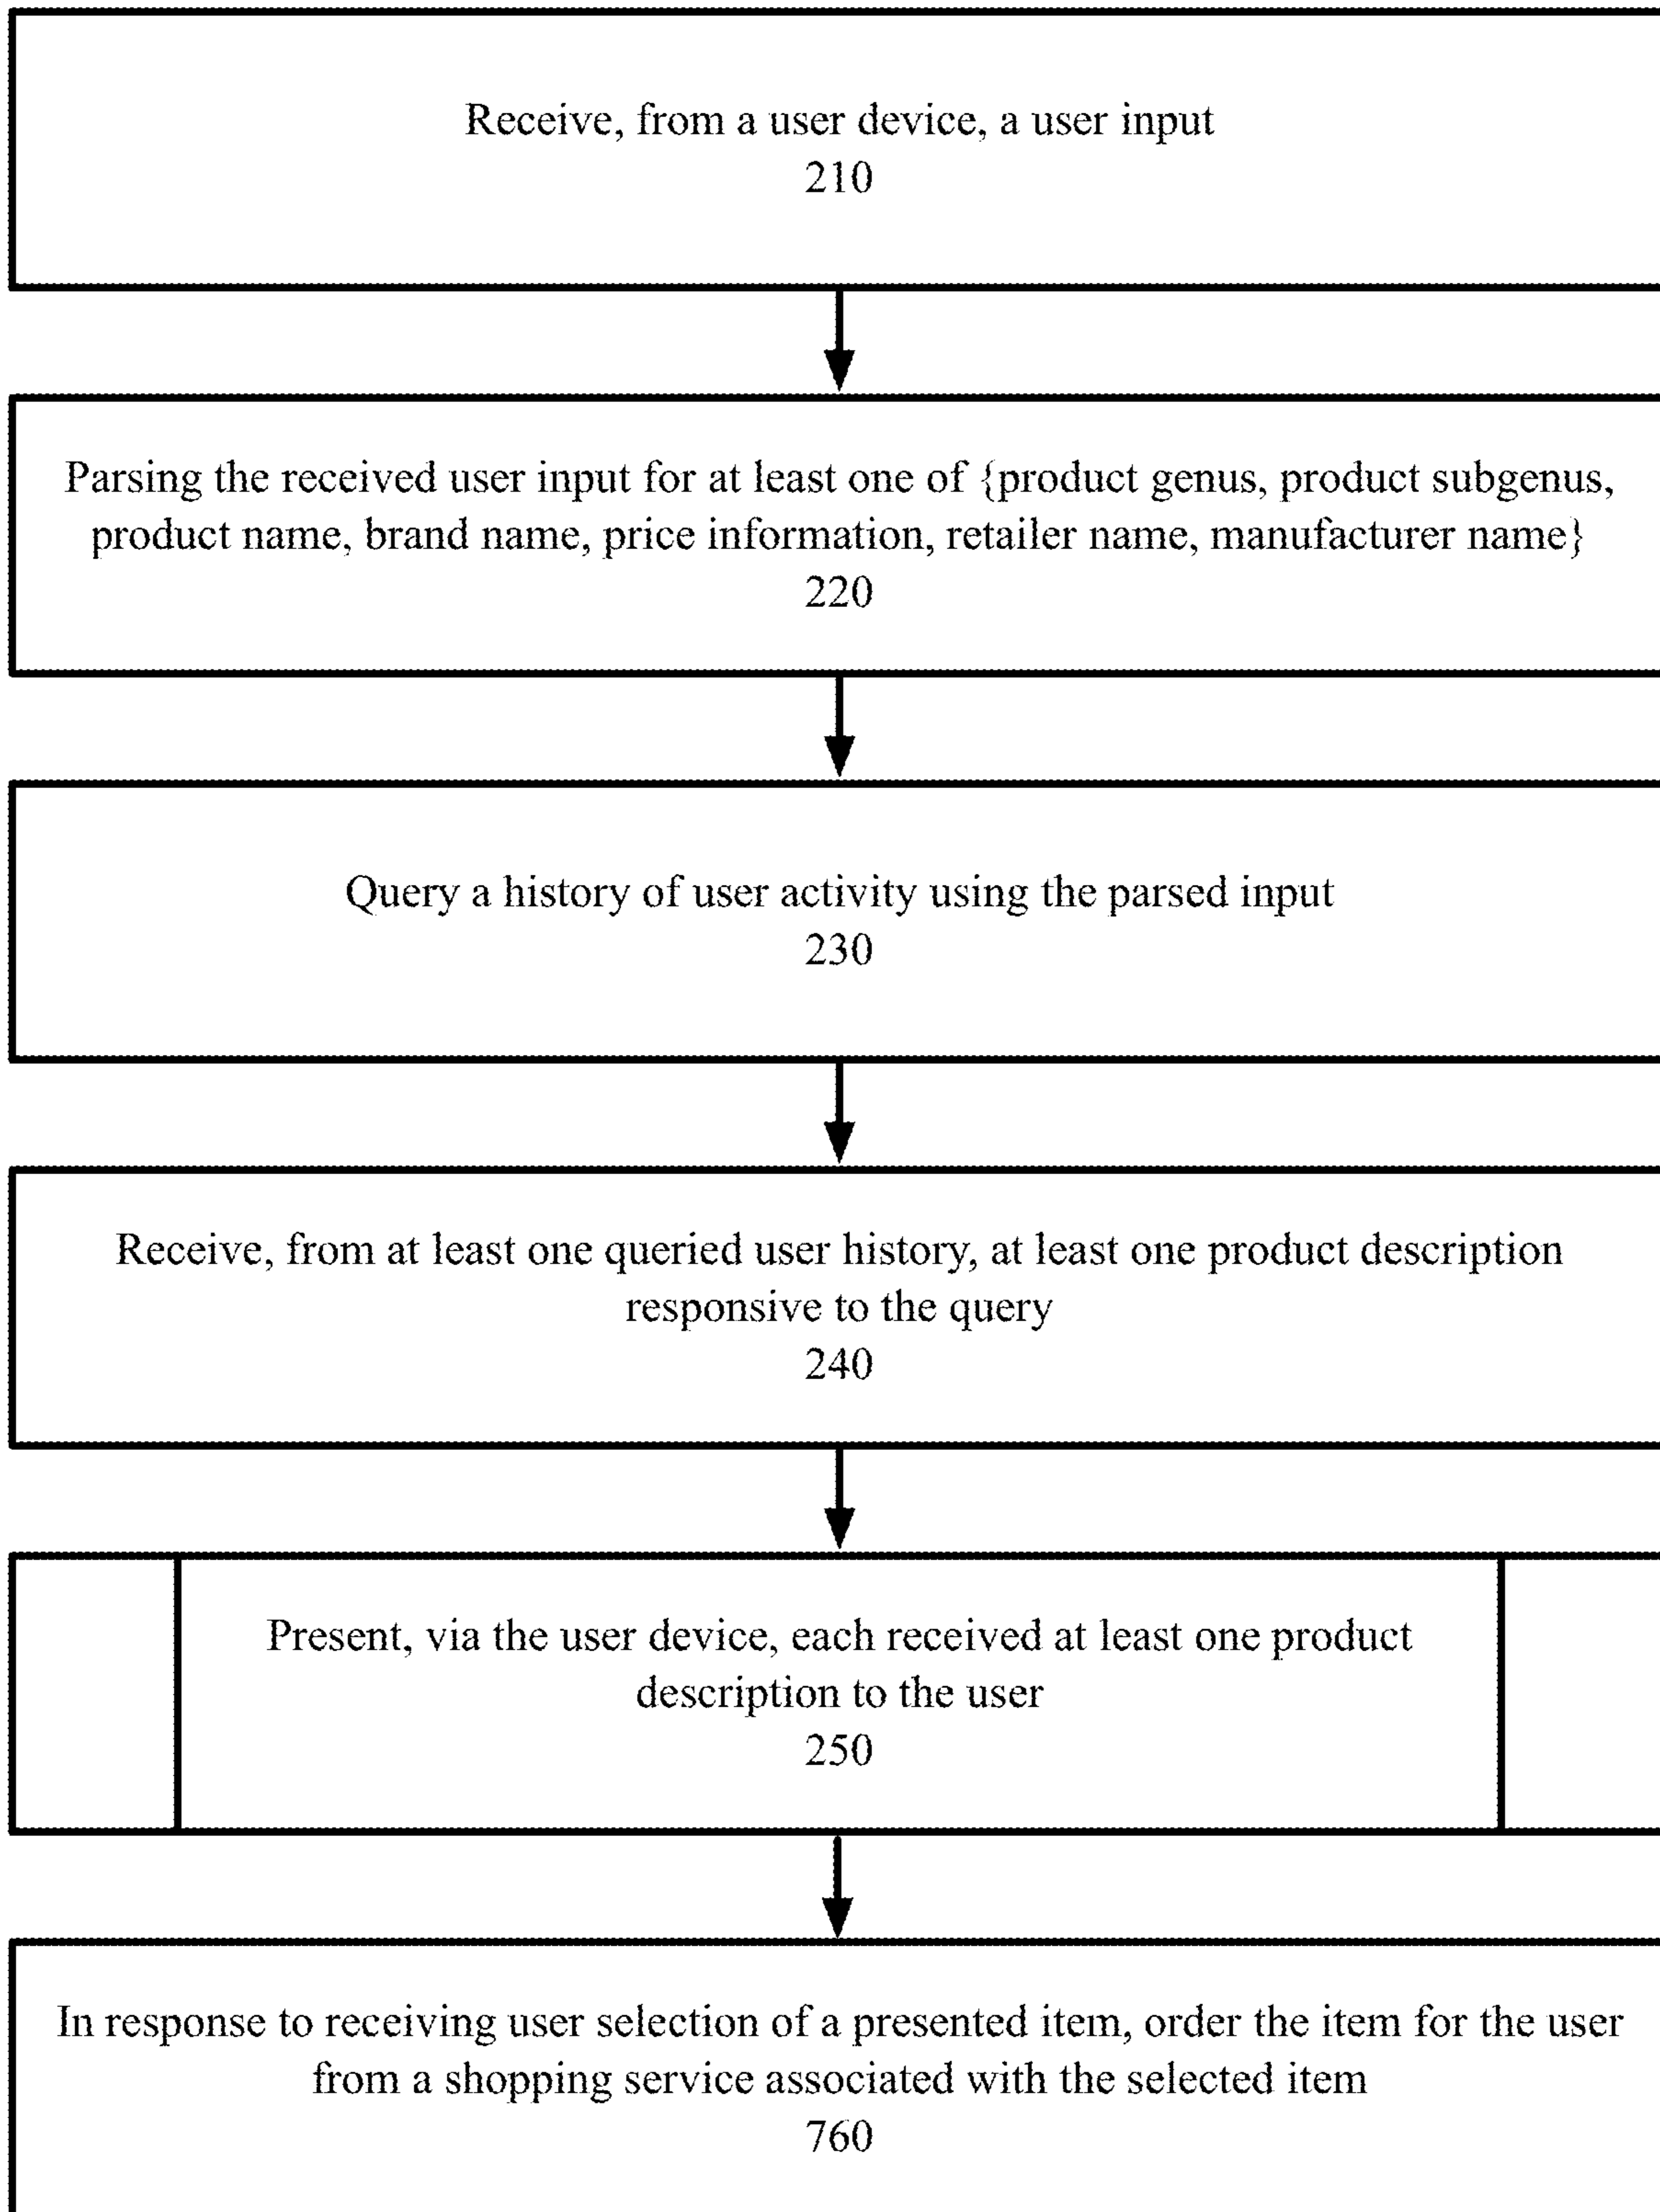 Receive, from a user device, a user input
210
Parsing the received user input for at least one of {product genus, product subgenus,
product name, brand name, price information, retailer name, manufacturer name}
220
Query a history of user activity using the parsed input
230
Receive, from at least one queried user history, at least one product description
responsive to the query
240
Present, via the user device, each received at least one product
description to the user
250
In response to receiving user selection of a presented item, order the item for the user
from a shopping service associated with the selected item
760